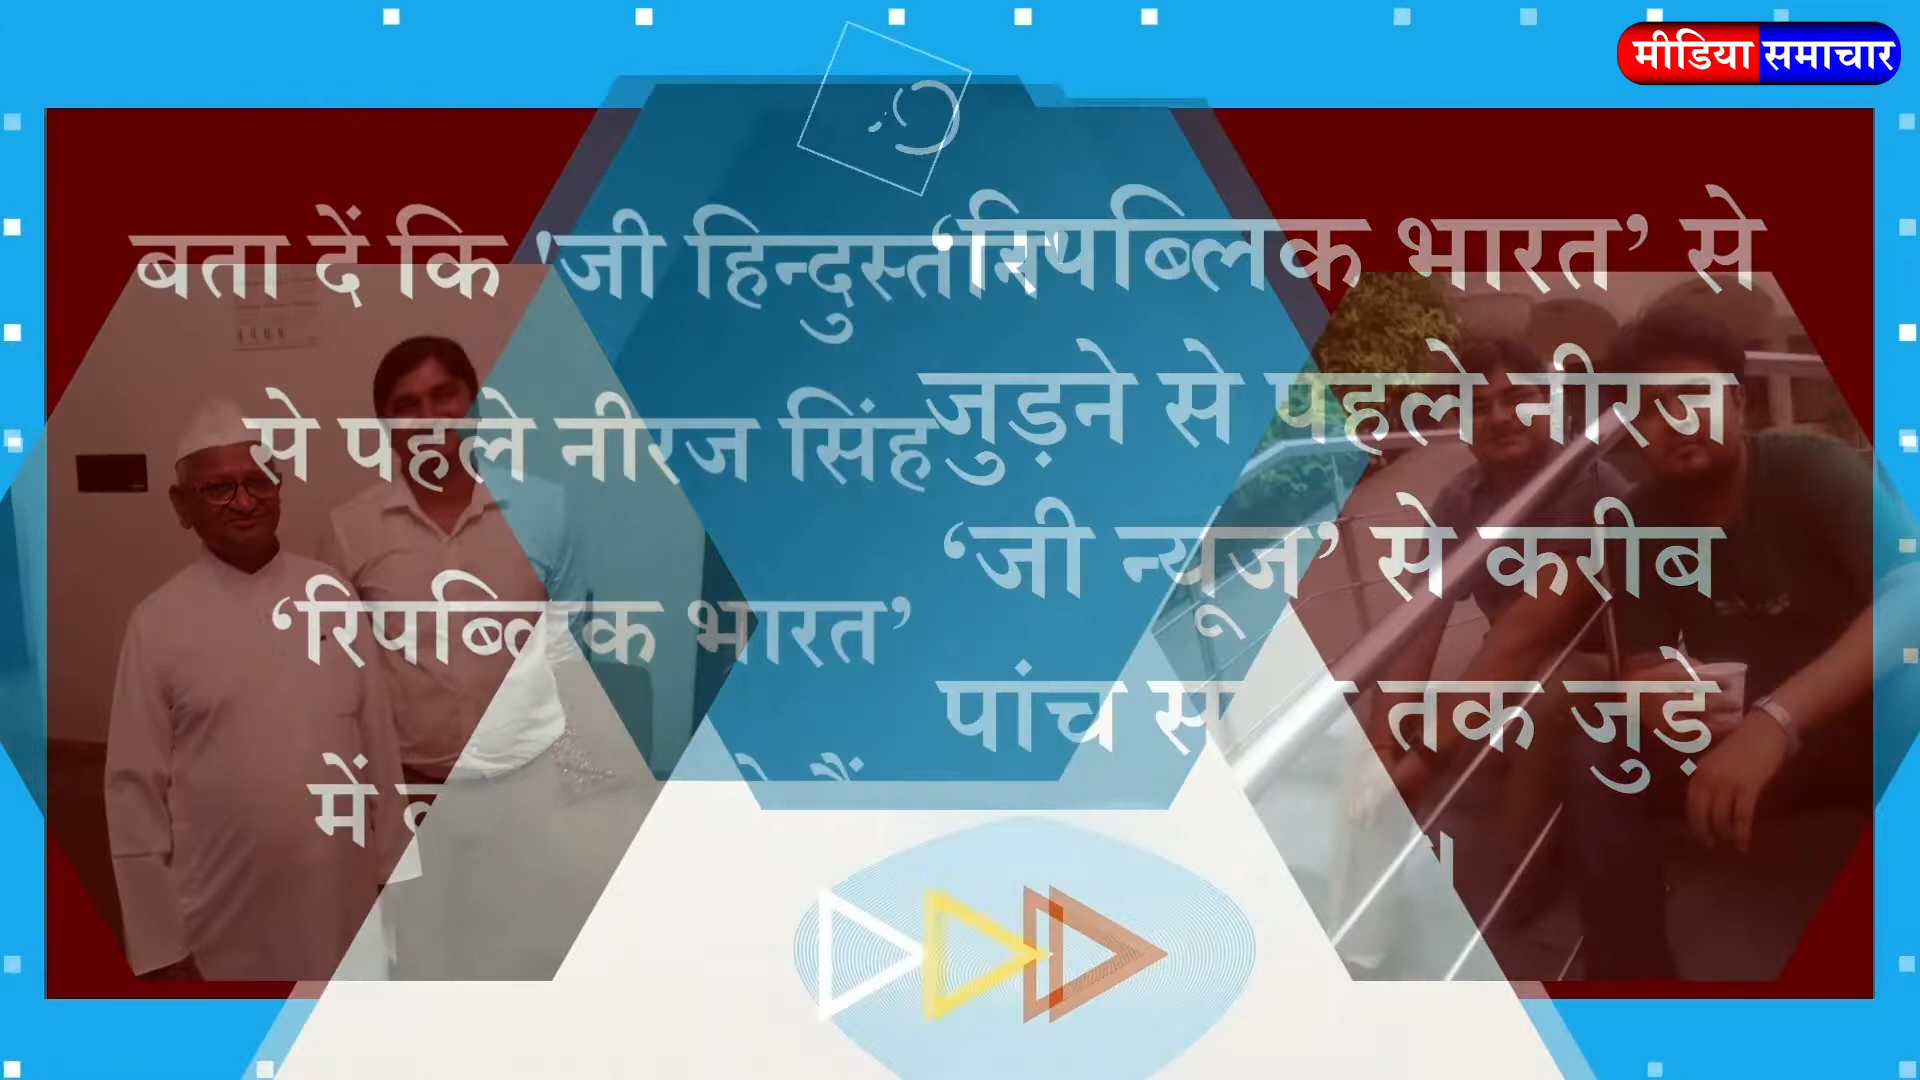 मीडिया समाचार
बता दें कि 'जी हिन्दुस्तान'
से पहले नीरज सिंह
‘रिपब्लिक भारत’
में
‘रिपब्लिक भारत’ से
जुड़ने से पहले नीरज
‘जी न्यूज’ से करीब
पांच तक जुड़े